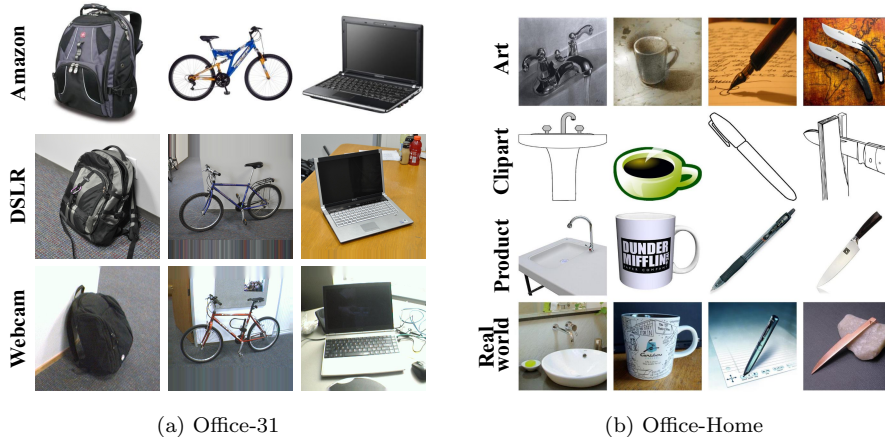 Amazon
DSLR
Webcam
(a) Office-31
Art
Clipart
Product
DUNDER
MIFFLIN
Real
world
(b) Office-Home